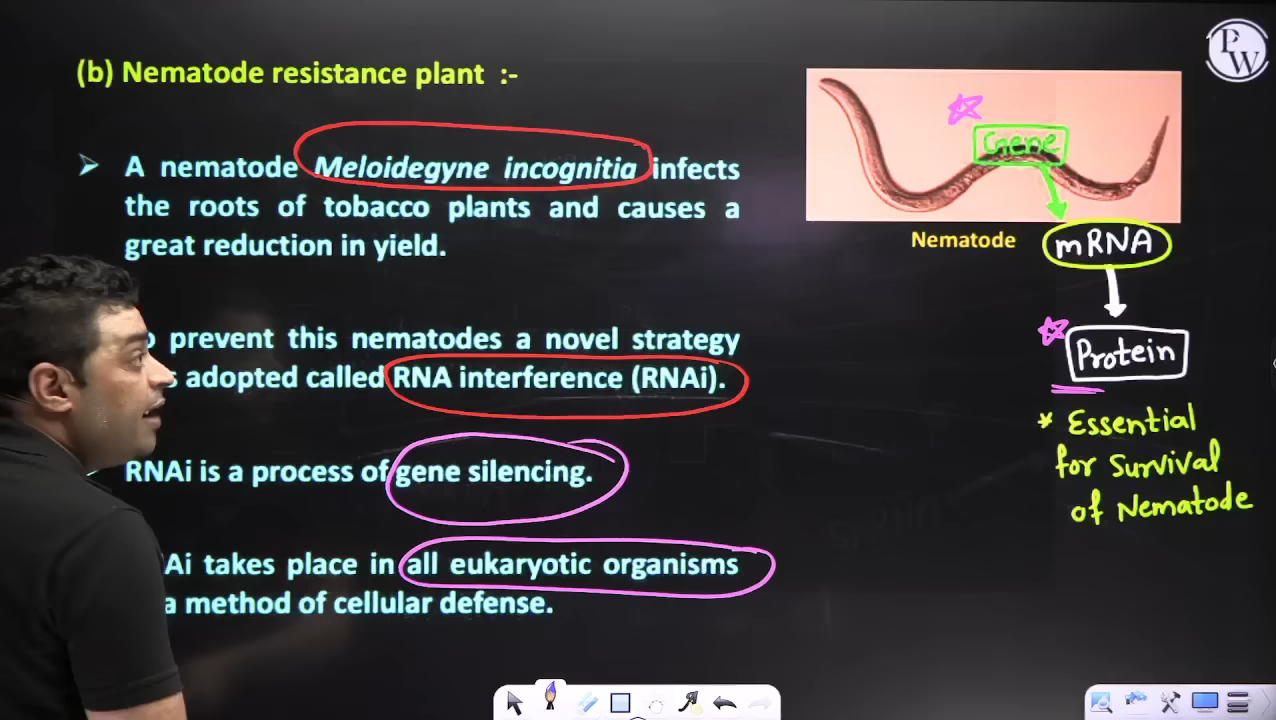 (b) Nematode resistance plant :-
A nematode Meloidegyne incognitia infects
the roots of tobacco plants and causes a
great reduction in yield.
prevent this nematodes a novel strategy
adopted called RNA interference (RNAi).
RNAi is a process of gene silencing.
Ai takes place in all eukaryotic organisms
a method of cellular defense.
PW
Gene
Nematode
mRNA
Protein
* Essential
for Survival
of Nematode